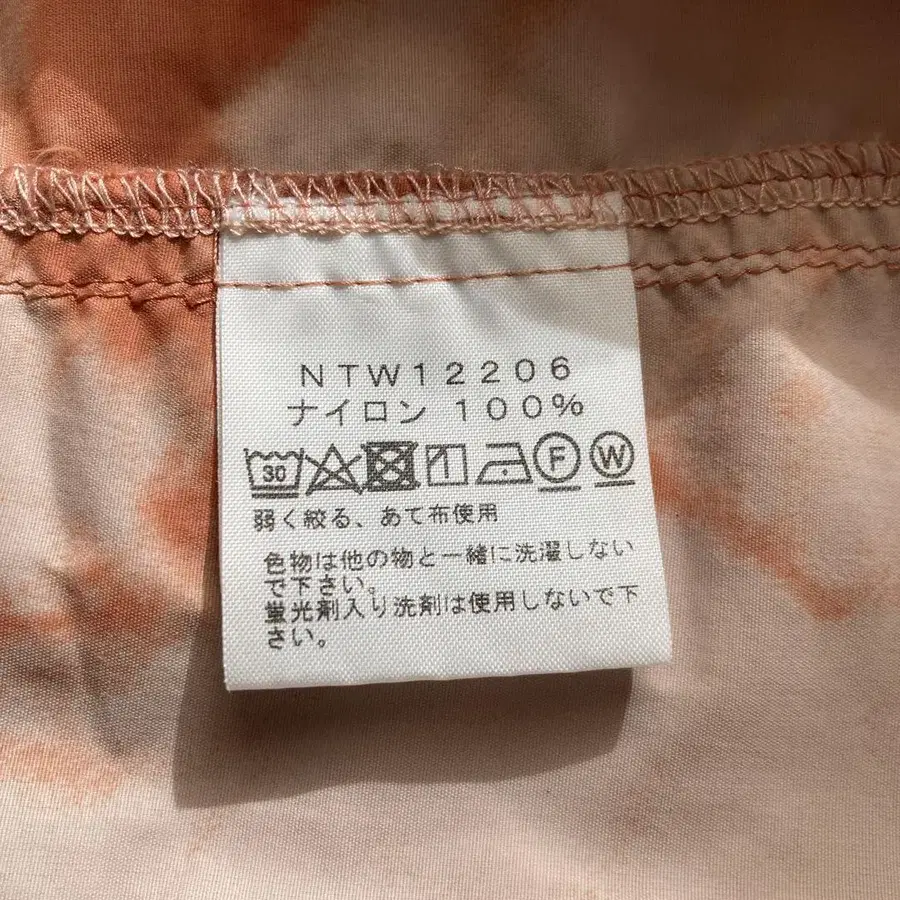 NTW12206
ナイロン 100%
30 F W
弱く絞る、あて布使用
色物は他の物と一緒に洗濯しない
で下さい。
蛍光剤入り洗剤は使用しないで下
さい。